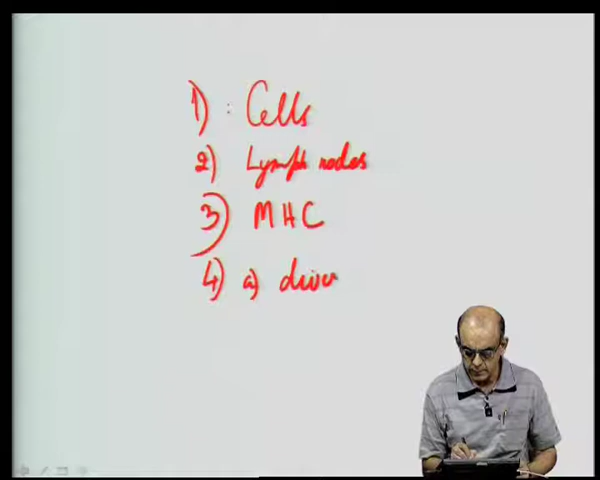 1) : Cells
2) Lymph nodes
3) MHC
4) a) diver